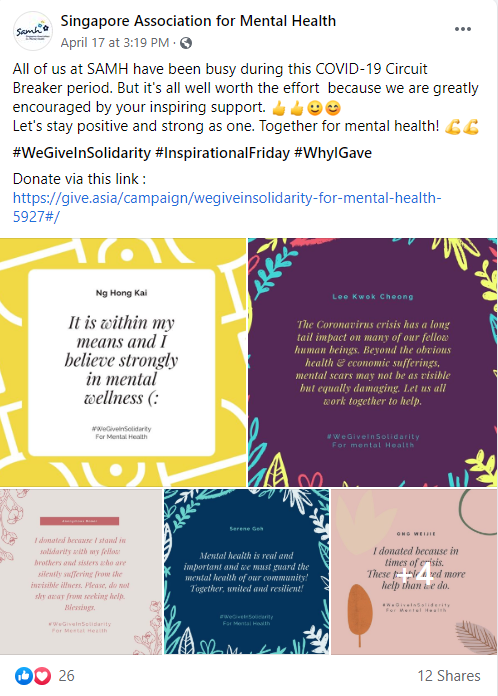 Samh
Singapore Association for Mental Health
April 17 at 3:19 PM ·
All of us at SAMH have been busy during this COVID-19 Circuit
Breaker period. But it's all well worth the effort because we are greatly
encouraged by your inspiring support. 👍👍🙂😊
Let's stay positive and strong as one. Together for mental health! 💪💪
#WeGiveInSolidarity #InspirationalFriday #WhyIGave
Donate via this link :
https://give.asia/campaign/wegiveinsolidarity-for-mental-health-
5927#/
Ng Hong Kai
It is within my
means and I
believe strongly
in mental
wellness (:
#WeGiveInSolidarity
For Mental Health
Lee Kwok Cheong
The Coronavirus crisis has a long
tail impact on many of our fellow
human beings. Beyond the obvious
health & economic sufferings,
mental scars may not be as visible
but equally damaging. Let us all
work together to help.
#WeGiveInSolidarity
For mental Health
Anonymous Donor
I donated because I stand in
solidarity with my fellow
brothers and sisters who are
silently suffering from the
invisible illness. Please, do not
shy away from seeking help.
Blessings.
#WeGiveInSolidarity
For Mental Health
Serene Goh
Mental health is real and
important and we must guard the
mental health of our community!
Together, united and resilient!
#WeGiveInSolidarity
For Mental Health
ONG WEIJIE
I donated because in
times of crisis.
These need more
help than we do.
+4
#WeGiveInSolidarity
For Mental Health
26
12 Shares